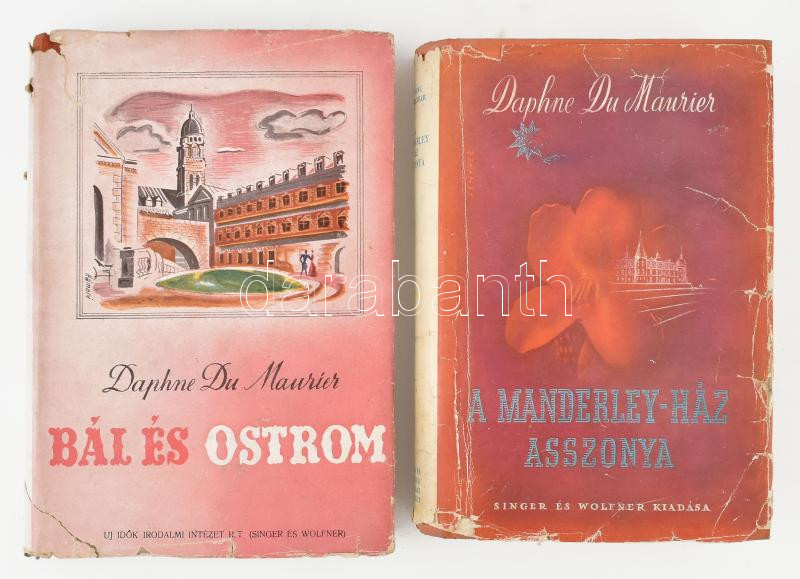 Daphne Du Maurier
BÁL ÉS OSTROM
UJ IDŐK IRODALMI INTÉZET R.T. (SINGER ÉS WOLFNER)
Daphne Du Maurier
A MANDERLEY-HÁZ
ASSZONYA
SINGER ÉS WOLFNER KIADÁSA
darabanth